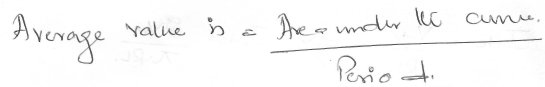 Average value is = Area under the curve.
Period.